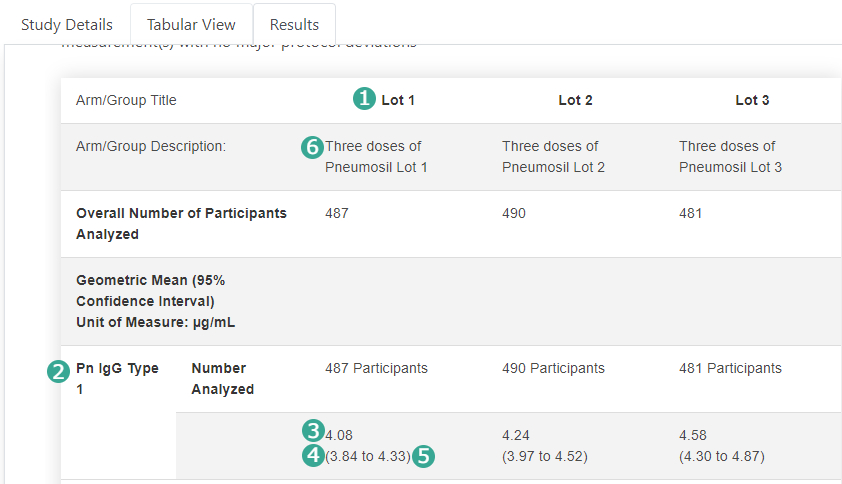 Study Details Tabular View Results
measurement(s) with no major protocol deviations
Arm/Group Title 1 Lot 1 Lot 2 Lot 3
Arm/Group Description: 6 Three doses of Three doses of Three doses of
Pneumosil Lot 1 Pneumosil Lot 2 Pneumosil Lot 3
Overall Number of Participants 487 490 481
Analyzed
Geometric Mean (95%
Confidence Interval)
Unit of Measure: µg/mL
2 Pn IgG Type Number 487 Participants 490 Participants 481 Participants
1 Analyzed
3 4.08 4.24 4.58
4 (3.84 to 4.33) 5 (3.97 to 4.52) (4.30 to 4.87)